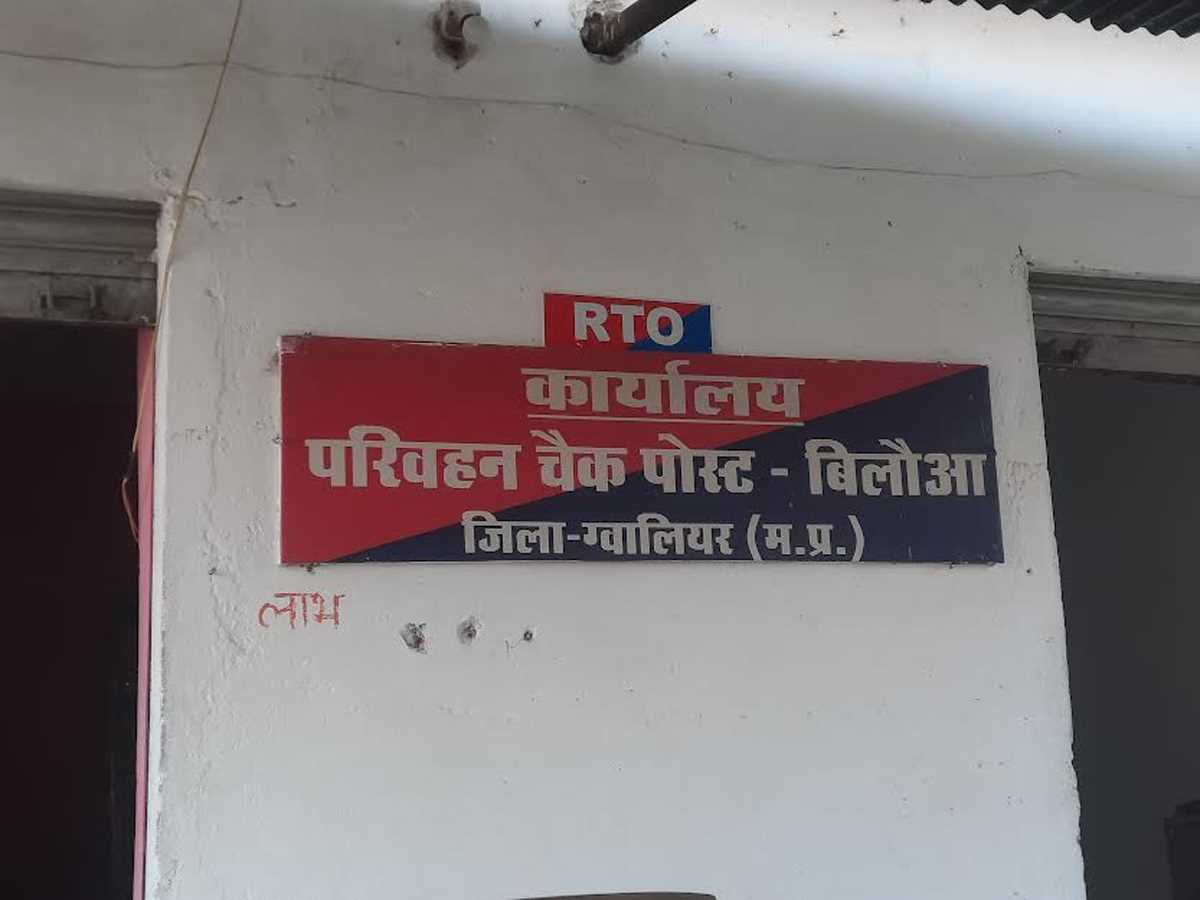 RTO
कार्यालय
परिवहन चैक पोस्ट - बिलौआ
जिला-ग्वालियर (म.प्र.)
लाभ